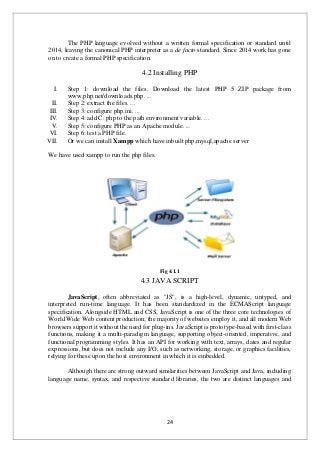 The PHP language evolved without a written formal specification or standard until
2014, leaving the canonical PHP interpreter as a de facto standard. Since 2014 work has gone
on to create a formal PHP specification.
4.2 Installing PHP
I. Step 1: download the files. Download the latest PHP 5 ZIP package from
www.php.net/downloads.php. ...
II. Step 2: extract the files. ...
III. Step 3: configure php.ini. ...
IV. Step 4: add C: php to the path environment variable. ...
V. Step 5: configure PHP as an Apache module. ...
VI. Step 6: test a PHP file.
VII. Or we can install Xampp which have inbuilt php,mysql,apache server
We have used xampp to run the php files.
Client
Server FileSystem
php
MySQL
Database
Apache
Internet
Fig 4.1.1
4.3 JAVA SCRIPT
JavaScript, often abbreviated as "JS", is a high-level, dynamic, untyped, and
interpreted run-time language. It has been standardized in the ECMAScript language
specification. Alongside HTML and CSS, JavaScript is one of the three core technologies of
World Wide Web content production; the majority of websites employ it, and all modern Web
browsers support it without the need for plug-ins. JavaScript is prototype-based with first-class
functions, making it a multi-paradigm language, supporting object-oriented, imperative, and
functional programming styles. It has an API for working with text, arrays, dates and regular
expressions, but does not include any I/O, such as networking, storage, or graphics facilities,
relying for these upon the host environment in which it is embedded.
Although there are strong outward similarities between JavaScript and Java, including
language name, syntax, and respective standard libraries, the two are distinct languages and
24